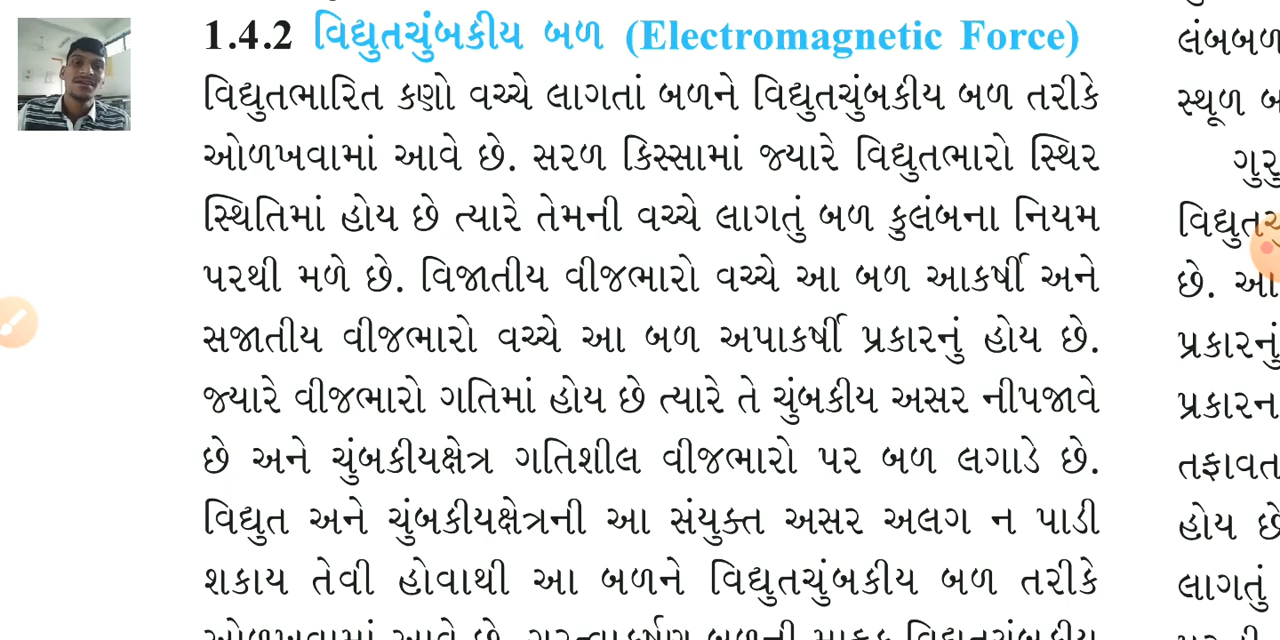 1.4.2 વિદ્યુતચુંબકીય બળ (Electromagnetic Force)
વિદ્યુતભારિત કણો વચ્ચે લાગતાં બળને વિદ્યુતચુંબકીય બળ તરીકે
ઓળખવામાં આવે છે. સરળ કિસ્સામાં જ્યારે વિદ્યુતભારો સ્થિર
સ્થિતિમાં હોય છે ત્યારે તેમની વચ્ચે લાગતું બળ કુલંબના નિયમ
પરથી મળે છે. વિજાતીય વીજભારો વચ્ચે આ બળ આકર્ષી અને
સજાતીય વીજભારો વચ્ચે આ બળ અપાકર્ષી પ્રકારનું હોય છે.
જ્યારે વીજભારો ગતિમાં હોય છે ત્યારે તે ચુંબકીય અસર નીપજાવે
છે અને ચુંબકીયક્ષેત્ર ગતિશીલ વીજભારો પર બળ લગાડે છે.
વિદ્યુત અને ચુંબકીયક્ષેત્રની આ સંયુક્ત અસર અલગ ન પાડી
શકાય તેવી હોવાથી આ બળને વિદ્યુતચુંબકીય બળ તરીકે
સ્થૂળ
છે.
પ્રકારનું
હોય છે
લાગતું